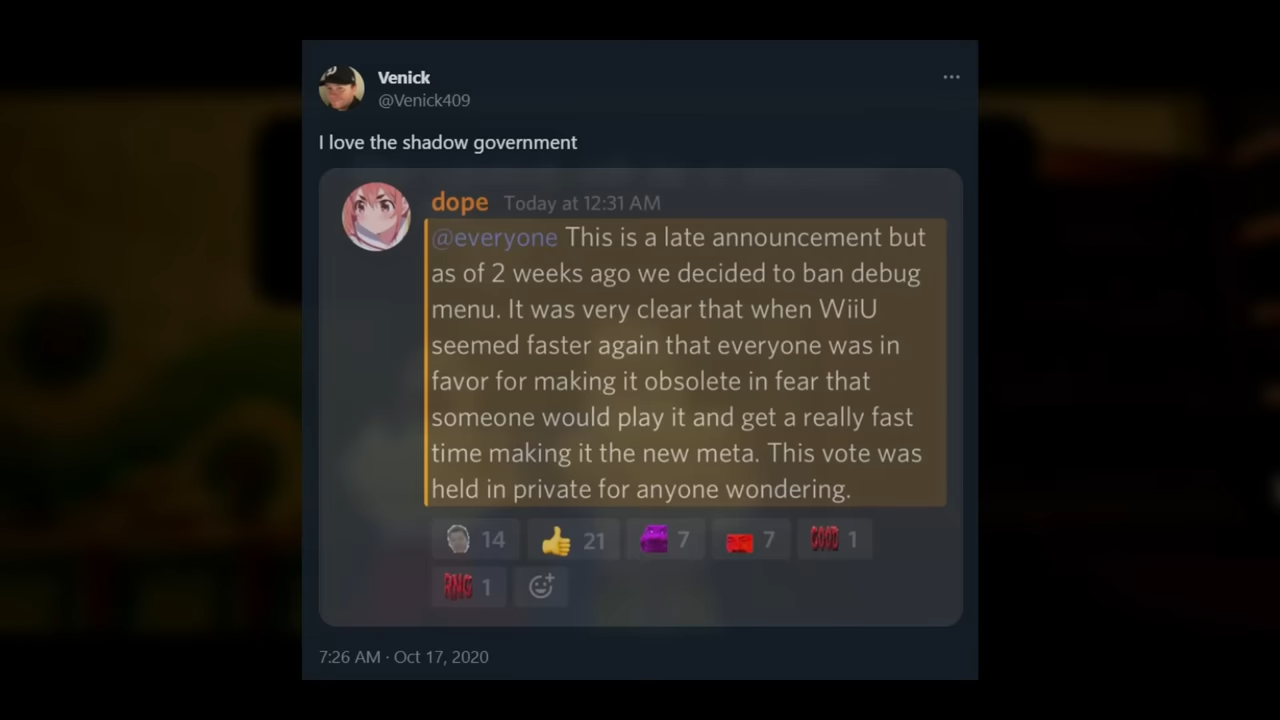 Venick
@Venick409
I love the shadow government
dope Today at 12:31 AM
@everyone This is a late announcement but
as of 2 weeks ago we decided to ban debug
menu. It was very clear that when WiiU
seemed faster again that everyone was in
favor for making it obsolete in fear that
someone would play it and get a really fast
time making it the new meta. This vote was
held in private for anyone wondering.
14 21 7 7 GOOD 1
RNG 1
7:26 AM · Oct 17, 2020